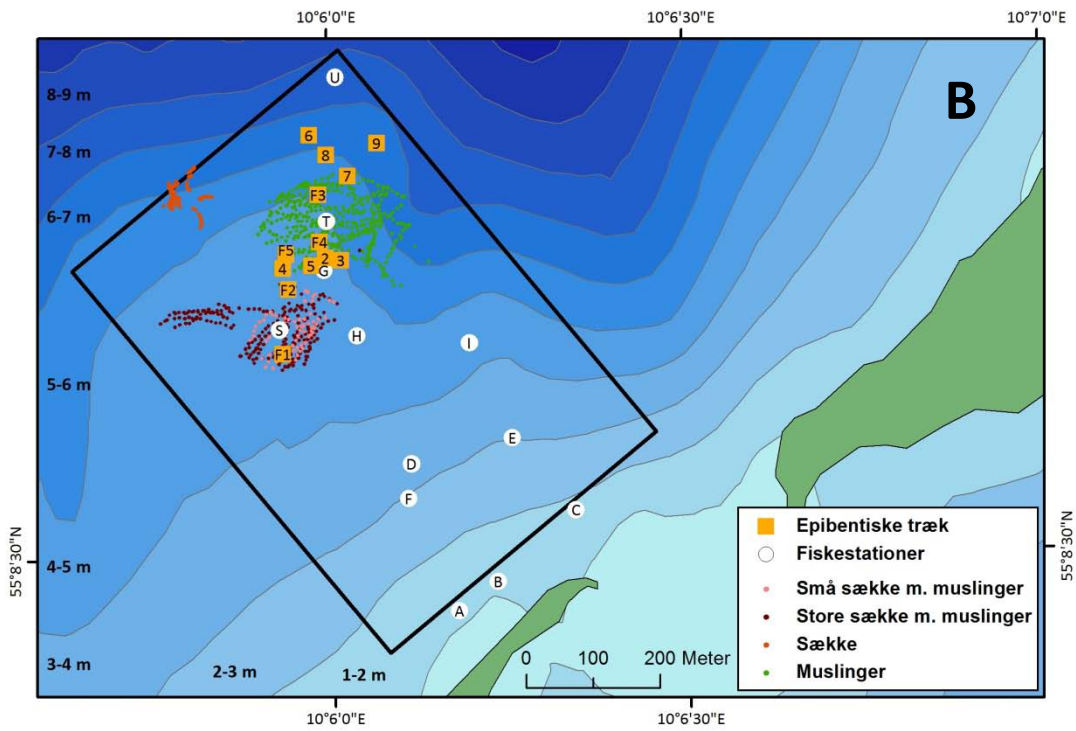 10°6'0"E
10°6'30"E
10°7'0"E
B
8-9 m
7-8 m
6-7 m
5-6 m
4-5 m
3-4 m
2-3 m
1-2 m
U
6
9
8
7
F3
T
F4
F5
2
3
5
4
G
F2
S
H
I
F1
E
D
F
C
B
A
55°8'30"N
55°8'30"N
0 100 200 Meter
Epibentiske træk
Fiskestationer
Små sække m. muslinger
Store sække m. muslinger
Sække
Muslinger
10°6'0"E
10°6'30"E